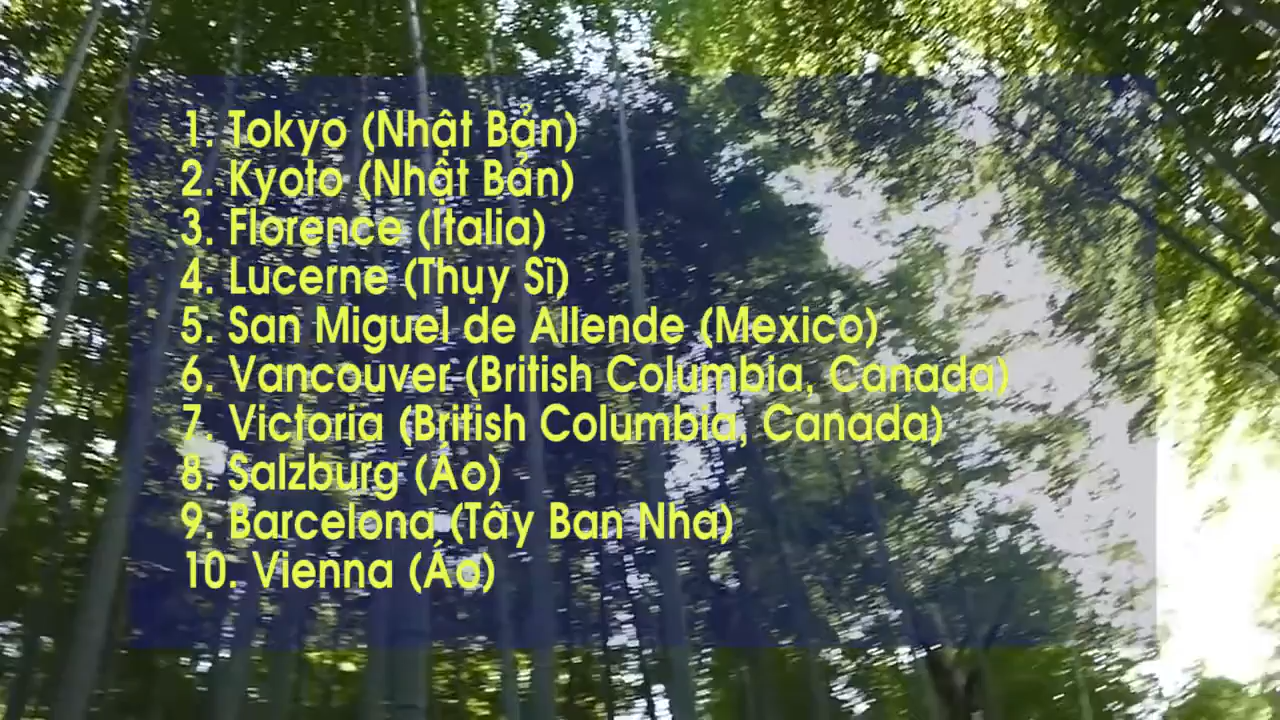 1. Tokyo (Nhật Bản)
2. Kyoto (Nhật Bản)
3. Florence (Italia)
4. Lucerne (Thụy Sĩ)
5. San Miguel de Allende (Mexico)
6. Vancouver (British Columbia, Canada)
7. Victoria (British Columbia, Canada)
8. Salzburg (Áo)
9. Barcelona (Tây Ban Nha)
10. Vienna (Áo)